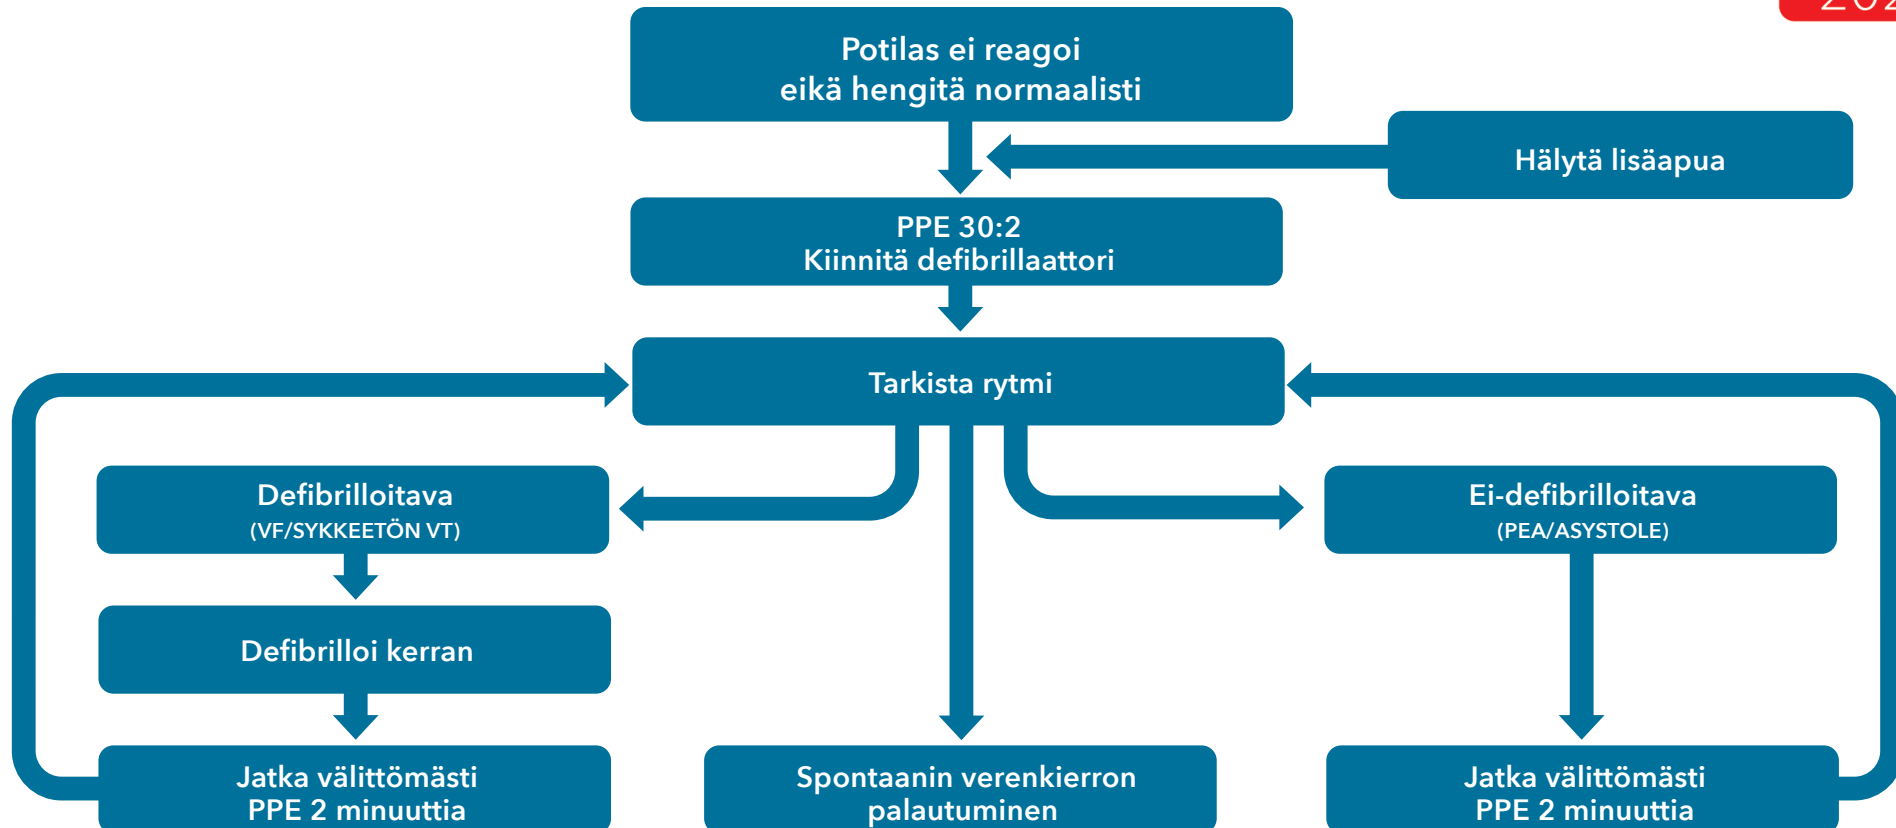 Potilas ei reagoi
eikä hengitä normaalisti
Hälytä lisäapua
PPE 30:2
Kiinnitä defibrillaattori
Tarkista rytmi
Defibrilloitava
(VF/SYKKEETÖN VT)
Ei-defibrilloitava
(PEA/ASYSTOLE)
Defibrilloi kerran
Jatka välittömästi
PPE 2 minuuttia
Spontaanin verenkierron
palautuminen
Jatka välittömästi
PPE 2 minuuttia